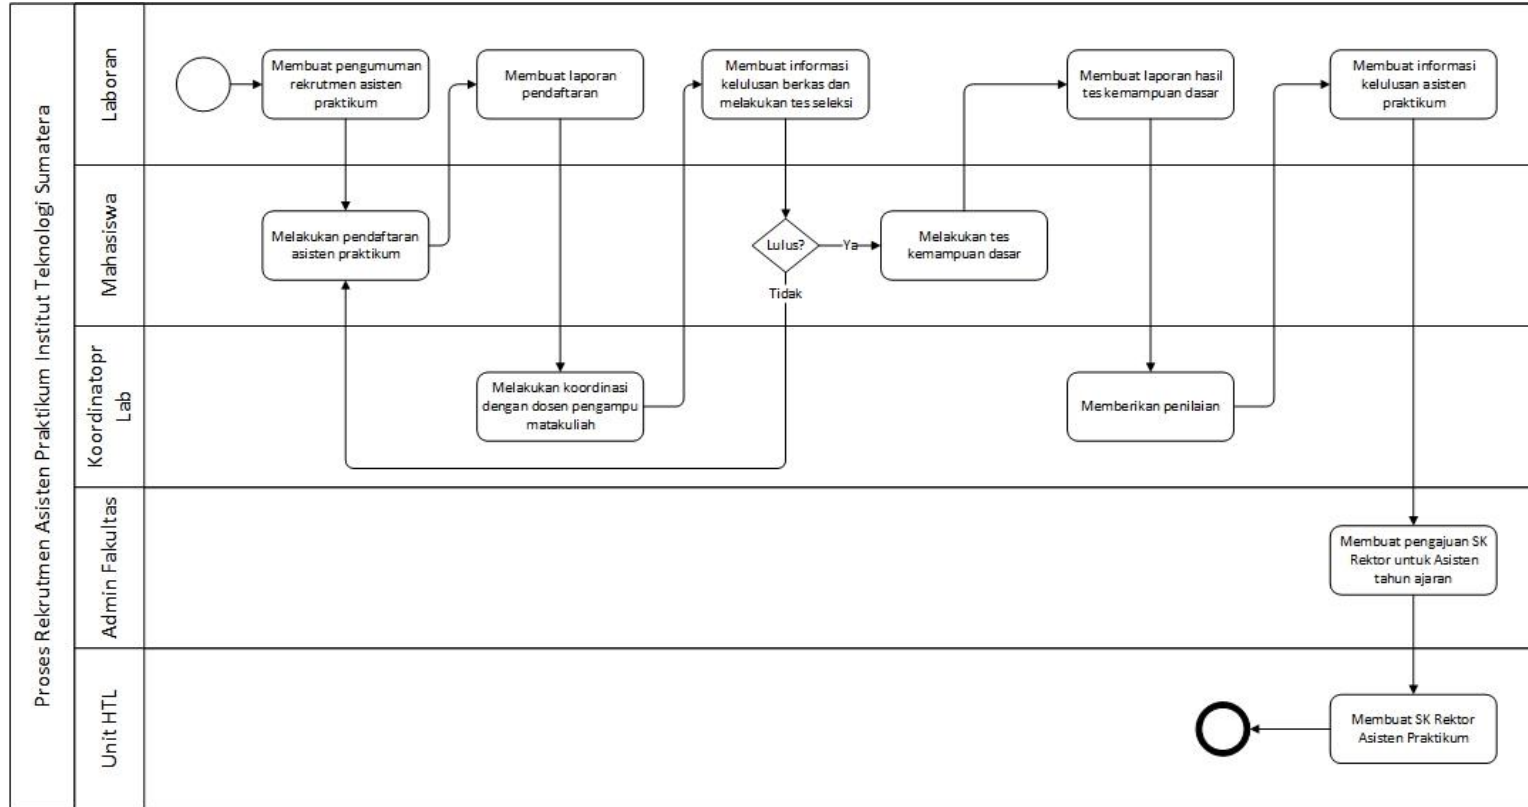 Proses Rekrutmen Asisten Praktikum Institut Teknologi Sumatera
Laboran
Membuat pengumuman
rekrutmen asisten
praktikum
Membuat laporan
pendaftaran
Membuat informasi
kelulusan berkas dan
melakukan tes seleksi
Membuat laporan hasil
tes kemampuan dasar
Membuat informasi
kelulusan asisten
praktikum
Mahasiswa
Melakukan pendaftaran
asisten praktikum
Lulus?
Ya
Tidak
Melakukan tes
kemampuan dasar
Koordinatopr
Lab
Melakukan koordinasi
dengan dosen pengampu
matakuliah
Memberikan penilaian
Admin Fakultas
Membuat pengajuan SK
Rektor untuk Asisten
tahun ajaran
Unit HTL
Membuat SK Rektor
Asisten Praktikum